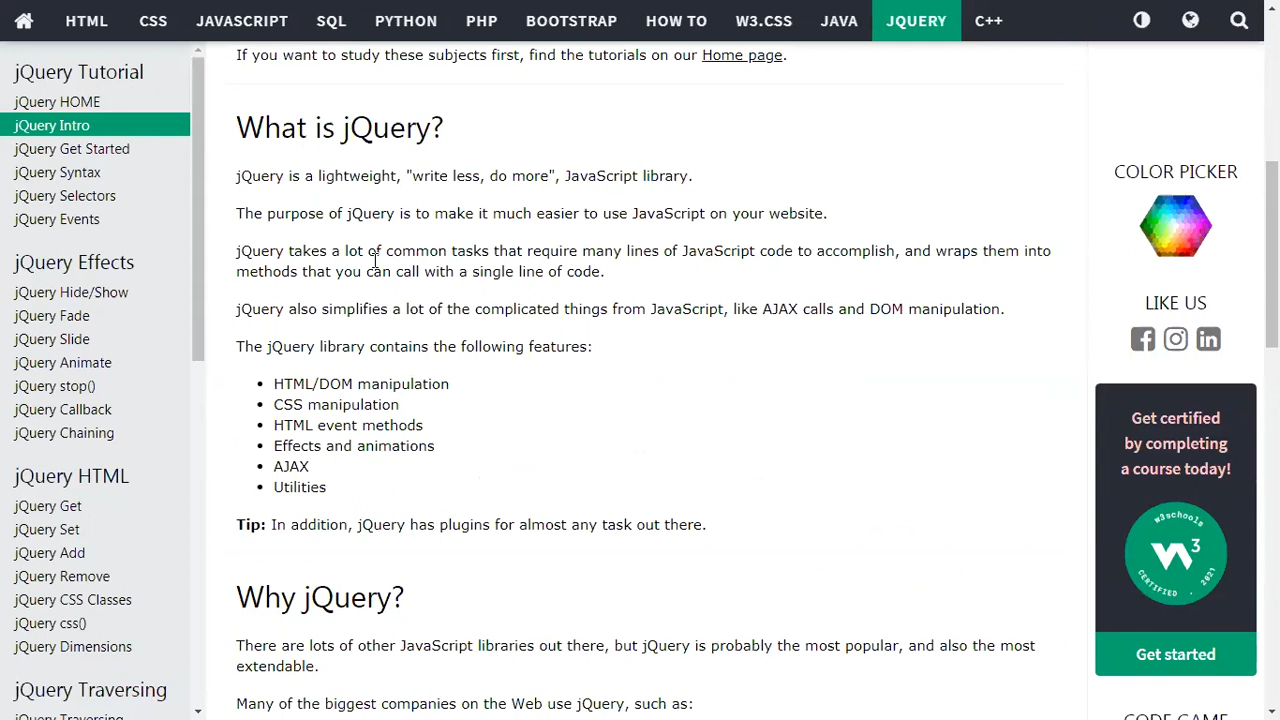 HTML CSS JAVASCRIPT SQL PYTHON PHP BOOTSTRAP HOW TO W3.CSS JAVA JQUERY C++
jQuery Tutorial
jQuery HOME
jQuery Intro
jQuery Get Started
jQuery Syntax
jQuery Selectors
jQuery Events
jQuery Effects
jQuery Hide/Show
jQuery Fade
jQuery Slide
jQuery Animate
jQuery stop()
jQuery Callback
jQuery Chaining
jQuery HTML
jQuery Get
jQuery Set
jQuery Add
jQuery Remove
jQuery CSS Classes
jQuery css()
jQuery Dimensions
jQuery Traversing
jQuery Traversing
If you want to study these subjects first, find the tutorials on our Home page.
What is jQuery?
jQuery is a lightweight, "write less, do more", JavaScript library.
The purpose of jQuery is to make it much easier to use JavaScript on your website.
jQuery takes a lot of common tasks that require many lines of JavaScript code to accomplish, and wraps them into
methods that you can call with a single line of code.
jQuery also simplifies a lot of the complicated things from JavaScript, like AJAX calls and DOM manipulation.
The jQuery library contains the following features:
• HTML/DOM manipulation
• CSS manipulation
• HTML event methods
• Effects and animations
• AJAX
• Utilities
Tip: In addition, jQuery has plugins for almost any task out there.
Why jQuery?
There are lots of other JavaScript libraries out there, but jQuery is probably the most popular, and also the most
extendable.
Many of the biggest companies on the Web use jQuery, such as:
COLOR PICKER
LIKE US
Get certified
by completing
a course today!
w3schools
W3
CERTIFIED . 2021
Get started
CODE GAME